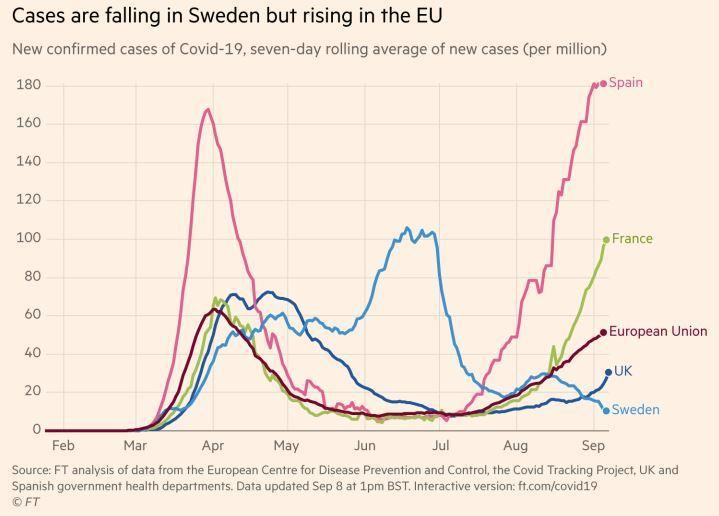 Cases are falling in Sweden but rising in the EU
New confirmed cases of Covid-19, seven-day rolling average of new cases (per million)
180
Spain
160
140
120
100
France
80
60
European Union
40
UK
20
Sweden
0
Feb Mar Apr May Jun Jul Aug Sep
Source: FT analysis of data from the European Centre for Disease Prevention and Control, the Covid Tracking Project, UK and
Spanish government health departments. Data updated Sep 8 at 1pm BST. Interactive version: ft.com/covid19
© FT